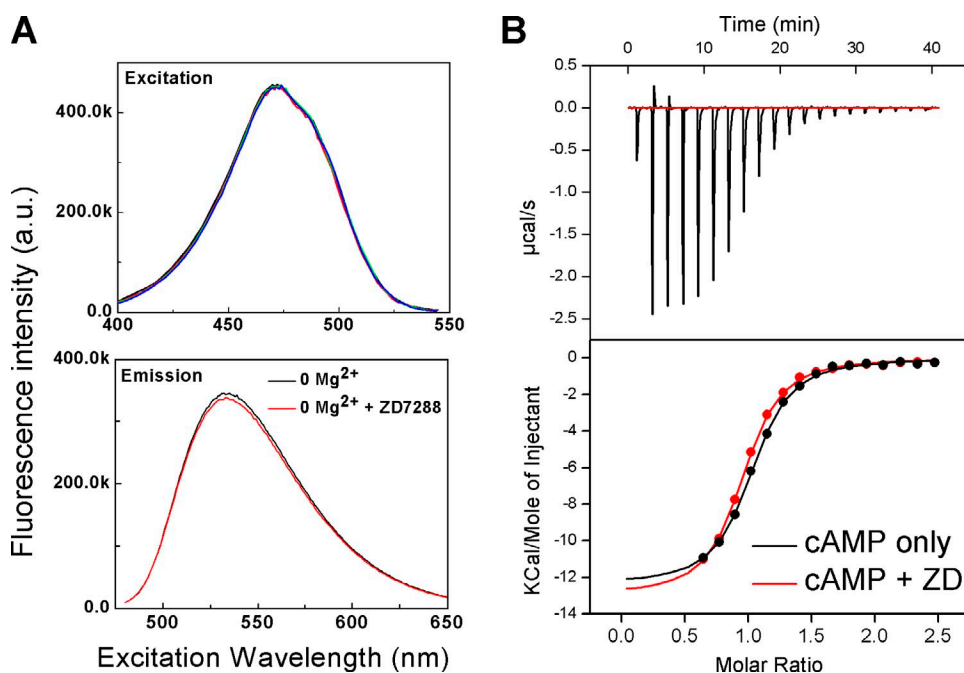 A
Fluorescence intensity (a.u.)
Excitation
400.0k
200.0k
0.0
400 450 500 550
Emission
0 Mg²⁺
0 Mg²⁺ + ZD7288
400.0k
200.0k
0.0
500 550 600 650
Excitation Wavelength (nm)
B
Time (min)
0 10 20 30 40
0.5
0.0
-0.5
-1.0
-1.5
-2.0
-2.5
µcal/s
0
-2
-4
-6
-8
-10
-12
-14
KCal/Mole of Injectant
cAMP only
cAMP + ZD
0.0 0.5 1.0 1.5 2.0 2.5
Molar Ratio